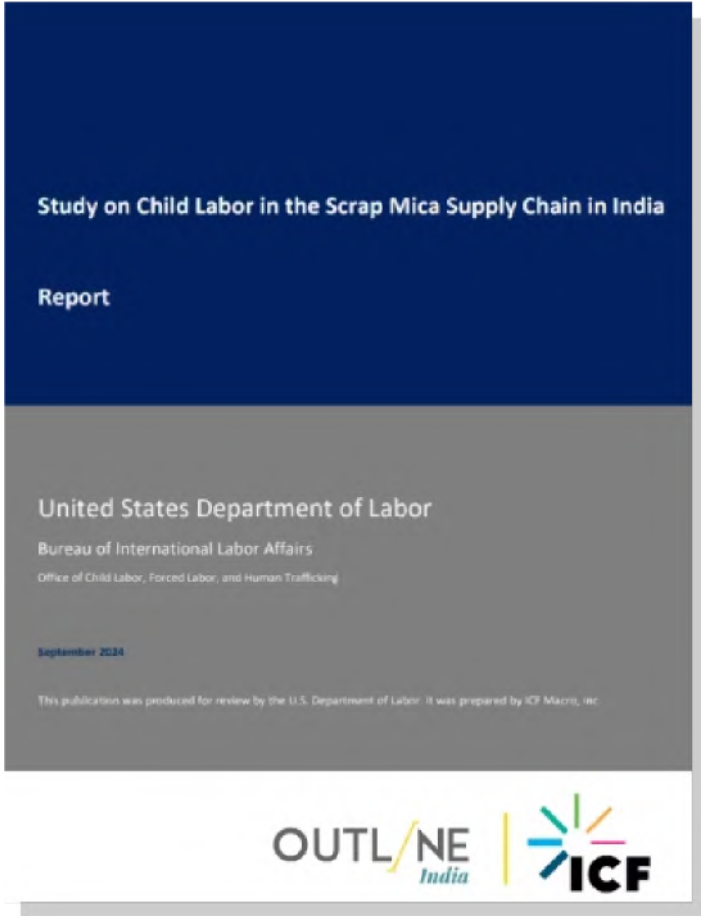 Study on Child Labor in the Scrap Mica Supply Chain in India
Report
United States Department of Labor
Bureau of International Labor Affairs
Office of Child Labor, Forced Labor, and Human Trafficking
September 2024
This publication was produced for review by the U.S. Department of Labor. It was prepared by ICF Macro, Inc
OUTLINE
India
ICF